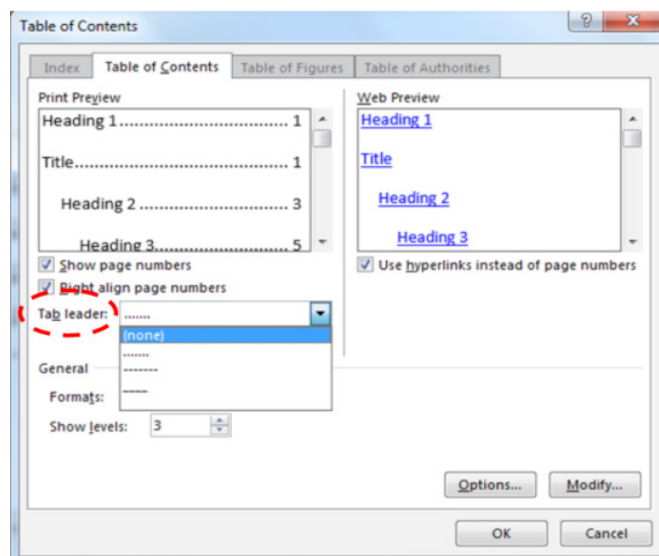 Table of Contents
Index Table of Contents Table of Figures Table of Authorities
Print Preview
Heading 1.................................... 1
Title............................................. 1
Heading 2 .............................. 3
Heading 3........................... 5
Show page numbers
Right align page numbers
Tab leader: .......
(none)
.......
-------
____
General
Formats:
Show levels: 3
Web Preview
Heading 1
Title
Heading 2
Heading 3
Use hyperlinks instead of page numbers
Options... Modify...
OK Cancel